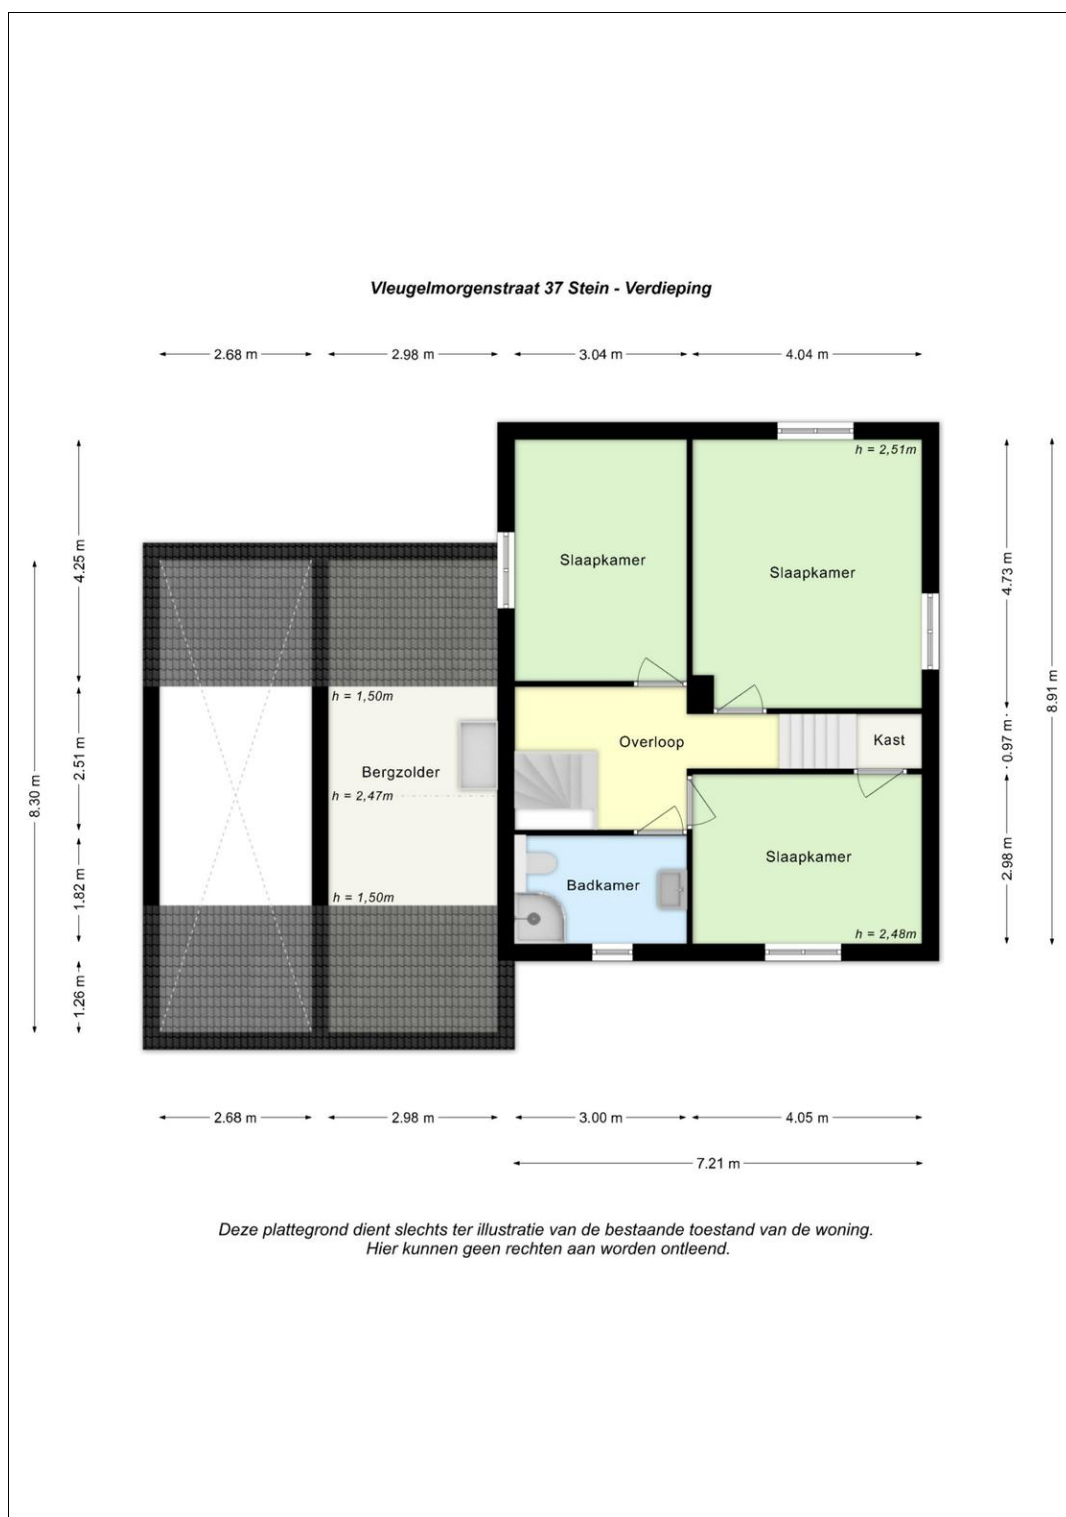 Vleugelmorgenstraat 37 Stein - Verdieping
2.68 m
2.98 m
3.04 m
4.04 m
h = 2,51m
4.25 m
Slaapkamer
Slaapkamer
4.73 m
8.91 m
h = 1,50m
2.51 m
Overloop
Kast
0.97 m
Bergzolder
h = 2,47m
8.30 m
Slaapkamer
2.98 m
1.82 m
Badkamer
h = 1,50m
h = 2,48m
1.26 m
2.68 m
2.98 m
3.00 m
4.05 m
7.21 m
Deze plattegrond dient slechts ter illustratie van de bestaande toestand van de woning.
Hier kunnen geen rechten aan worden ontleend.